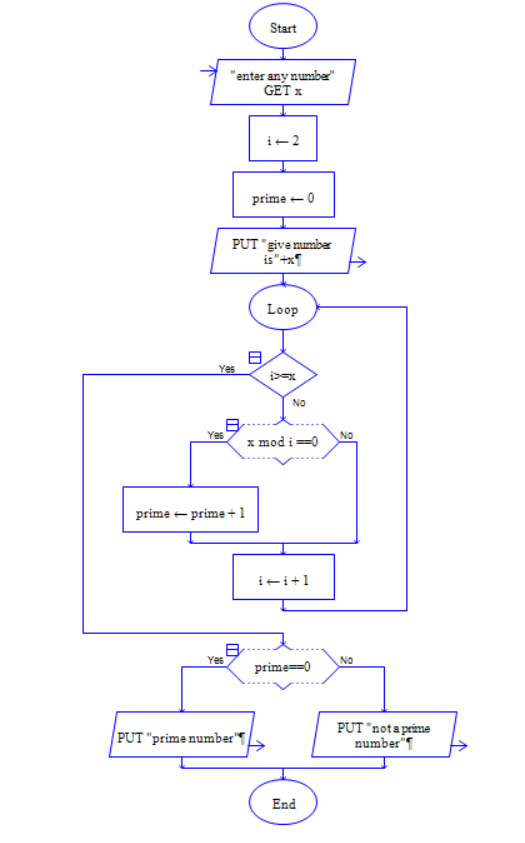 Start
"enter any number"
GET x
i ← 2
prime ← 0
PUT "give number
is"+x¶
Loop
Yes
i>=x
No
Yes
x mod i ==0
No
prime ← prime + 1
i ← i + 1
Yes
prime==0
No
PUT "prime number"¶
PUT "not a prime
number"¶
End